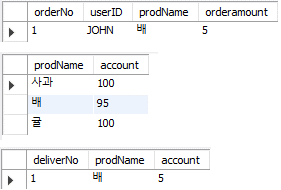 orderNo userID prodName orderamount
1 JOHN 배 5
prodName account
사과 100
배 95
귤 100
deliverNo prodName account
1 배 5